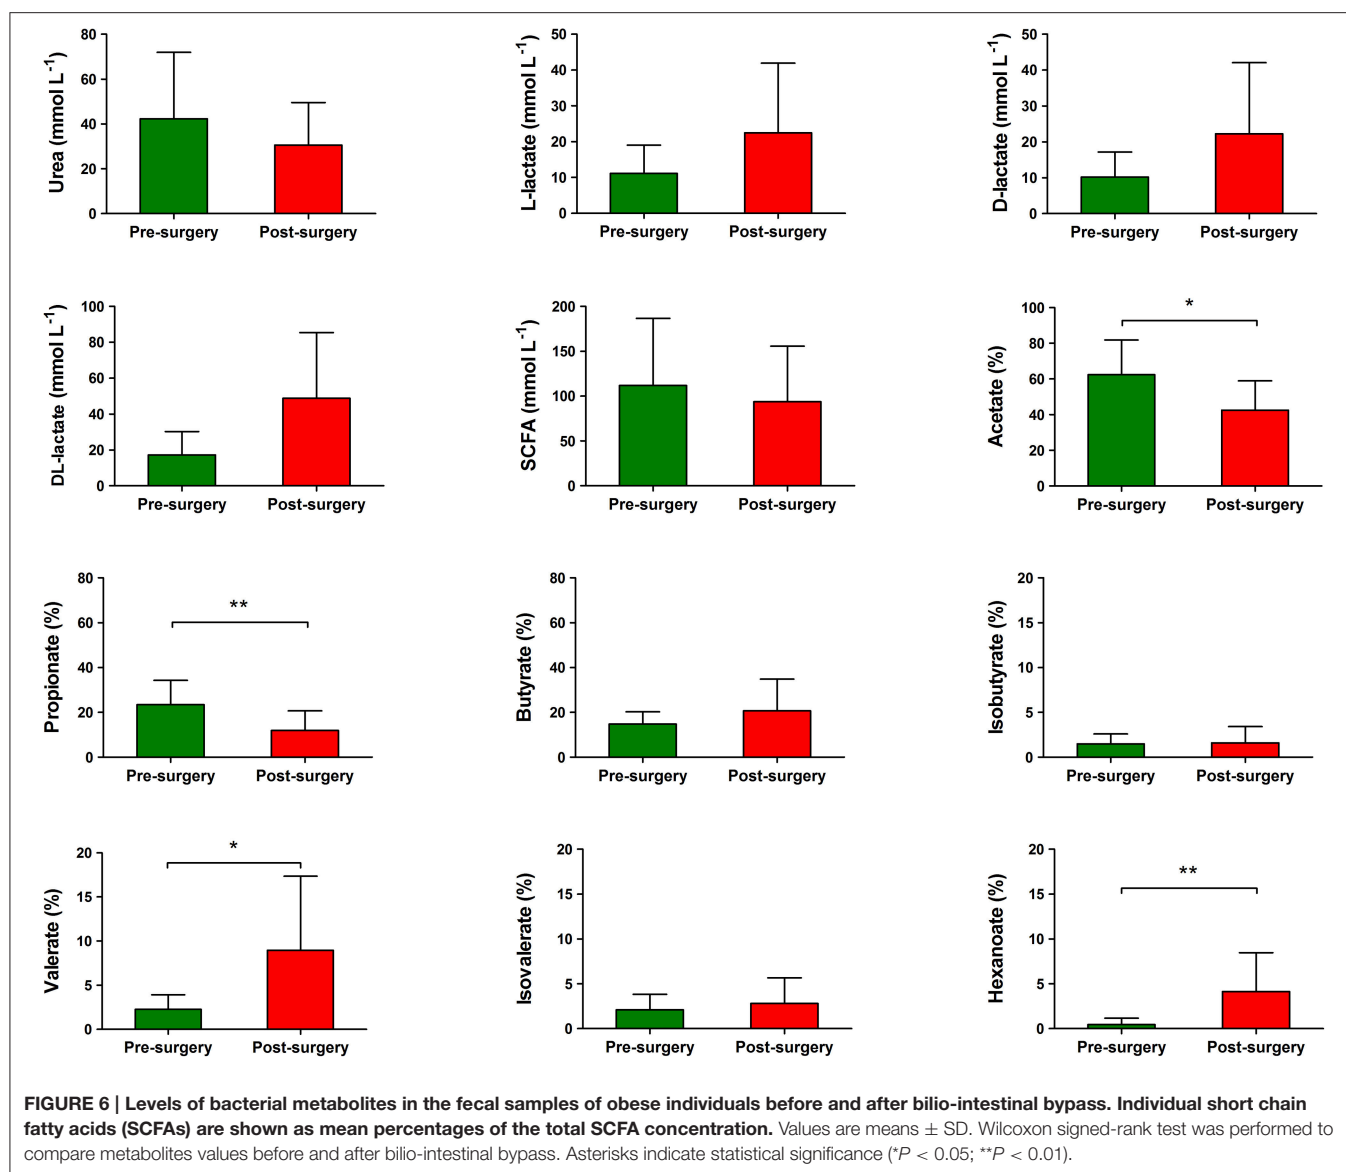 Urea (mmol L-1)
80
60
40
20
0
Pre-surgery Post-surgery
L-lactate (mmol L-1)
50
40
30
20
10
0
Pre-surgery Post-surgery
D-lactate (mmol L-1)
50
40
30
20
10
0
Pre-surgery Post-surgery
DL-lactate (mmol L-1)
100
80
60
40
20
0
Pre-surgery Post-surgery
SCFA (mmol L-1)
200
150
100
50
0
Pre-surgery Post-surgery
Acetate (%)
100
80
60
40
20
0
*
Pre-surgery Post-surgery
Propionate (%)
80
60
40
20
0
**
Pre-surgery Post-surgery
Butyrate (%)
80
60
40
20
0
Pre-surgery Post-surgery
Isobutyrate (%)
20
15
10
5
0
Pre-surgery Post-surgery
Valerate (%)
20
15
10
5
0
*
Pre-surgery Post-surgery
Isovalerate (%)
20
15
10
5
0
Pre-surgery Post-surgery
Hexanoate (%)
20
15
10
5
0
**
Pre-surgery Post-surgery
FIGURE 6 | Levels of bacterial metabolites in the fecal samples of obese individuals before and after bilio-intestinal bypass. Individual short chain
fatty acids (SCFAs) are shown as mean percentages of the total SCFA concentration. Values are means ± SD. Wilcoxon signed-rank test was performed to
compare metabolites values before and after bilio-intestinal bypass. Asterisks indicate statistical significance (*P < 0.05; **P < 0.01).